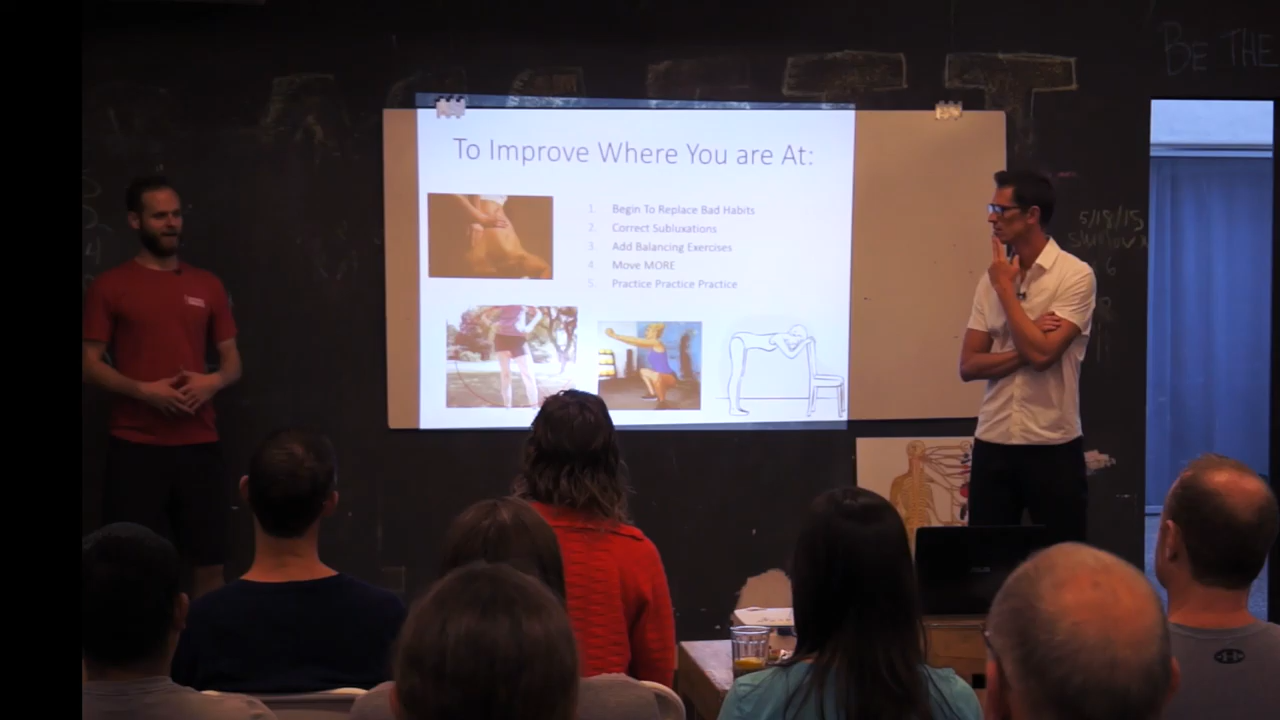 BE THE
To Improve Where You are At:
1. Begin To Replace Bad Habits
2. Correct Subluxations
3. Add Balancing Exercises
4. Move MORE
5. Practice Practice Practice
5/18/15